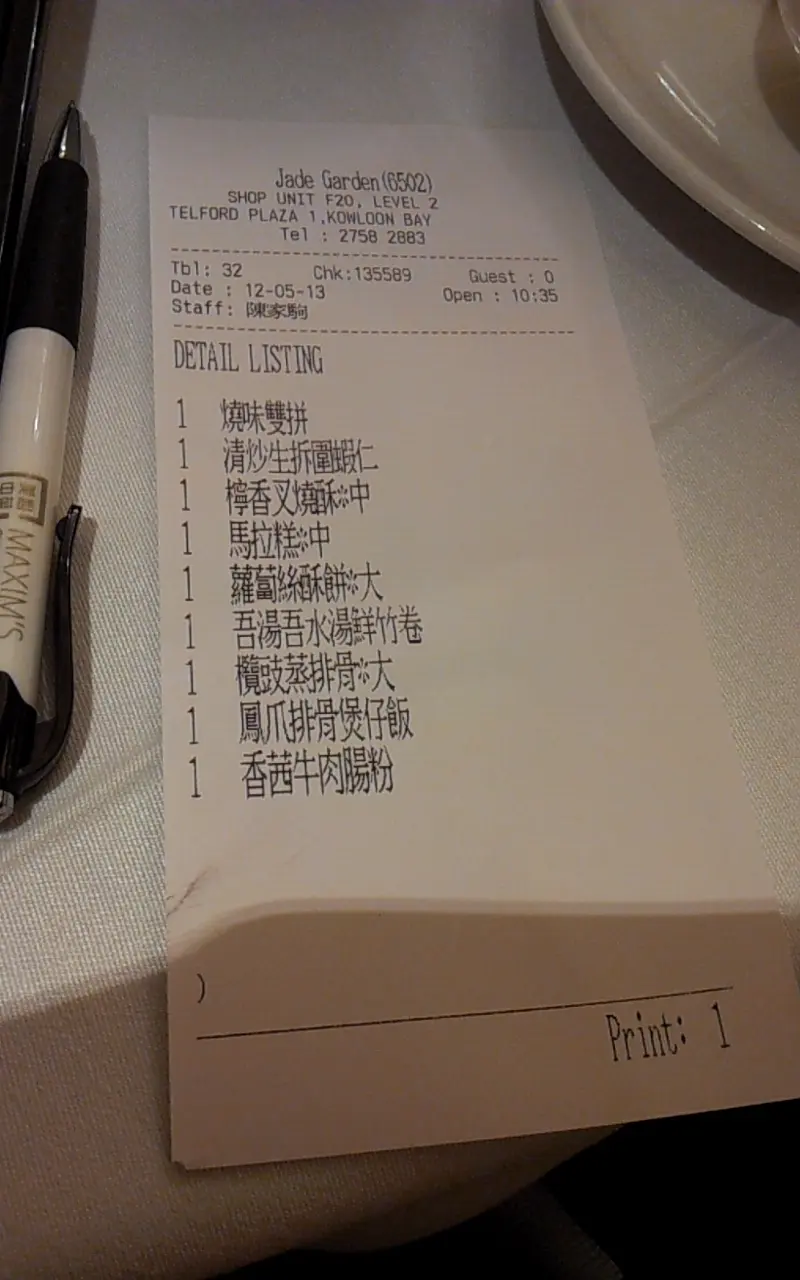 Jade Garden(6502)
SHOP UNIT F20, LEVEL 2
TELFORD PLAZA 1,KOWLOON BAY
Tel : 2758 2883
Tbl: 32 Chk:135589 Guest : 0
Date : 12-05-13 Open : 10:35
Staff: 陳家駒
DETAIL LISTING
1 燒味雙拼
1 清炒生拆圍蝦仁
1 檸香叉燒酥*中
1 馬拉糕*中
1 蘿蔔絲酥餅*大
1 吾湯吾水湯鮮竹卷
1 欖豉蒸排骨*大
1 鳳爪排骨煲仔飯
1 香茜牛肉腸粉
)
Print: 1
MAXIM'S